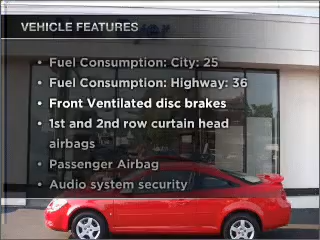 VEHICLE FEATURES
• Fuel Consumption: City: 25
• Fuel Consumption: Highway: 36
• Front Ventilated disc brakes
• 1st and 2nd row curtain head
airbags
• Passenger Airbag
• Audio system security